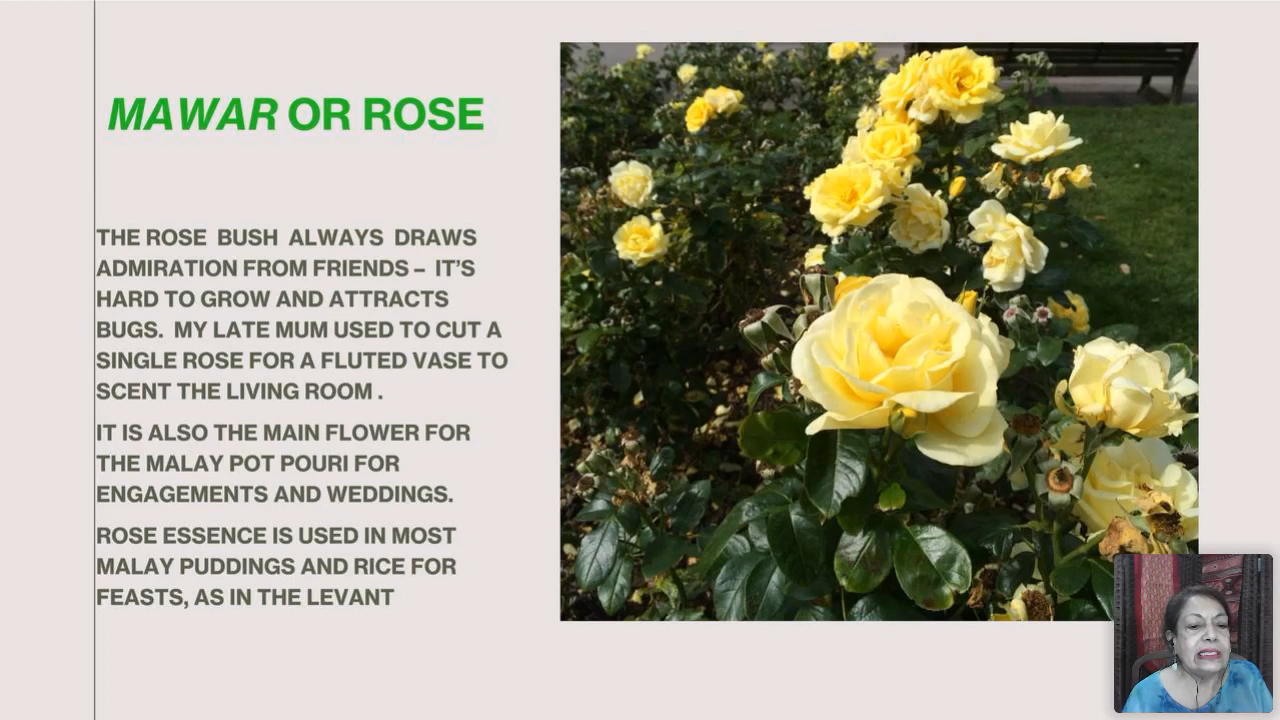 MAWAR OR ROSE
THE ROSE BUSH ALWAYS DRAWS
ADMIRATION FROM FRIENDS – IT'S
HARD TO GROW AND ATTRACTS
BUGS. MY LATE MUM USED TO CUT A
SINGLE ROSE FOR A FLUTED VASE TO
SCENT THE LIVING ROOM .
IT IS ALSO THE MAIN FLOWER FOR
THE MALAY POT POURI FOR
ENGAGEMENTS AND WEDDINGS.
ROSE ESSENCE IS USED IN MOST
MALAY PUDDINGS AND RICE FOR
FEASTS, AS IN THE LEVANT